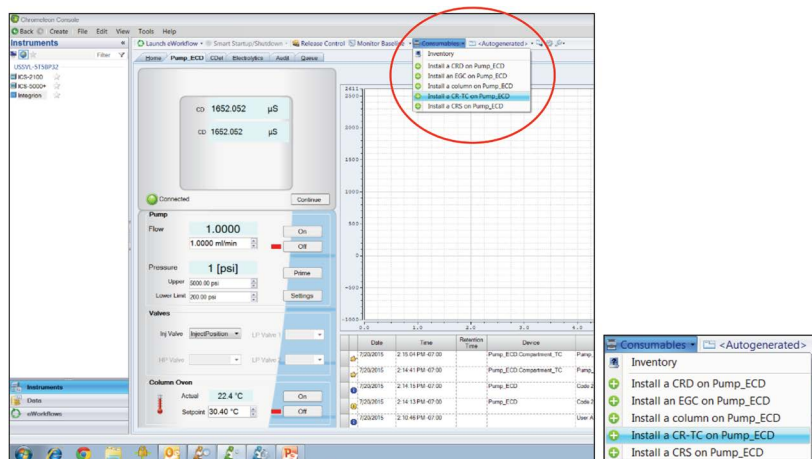 Chromeleon Console
Back Create File Edit View Tools Help
Instruments
Launch eWorkflow Smart Startup/Shutdown Release Control Monitor Baseline Consumables <Autogenerated>
Filter
USSVL-5TSBP32
ICS-2100
ICS-5000+
Integrion
Home Pump_ECD CDet Electrolytics Audit Queue
Inventory
Install a CRD on Pump_ECD
Install an EGC on Pump_ECD
Install a column on Pump_ECD
Install a CR-TC on Pump_ECD
Install a CRS on Pump_ECD
CD 1652.052 µS
CD 1652.052 µS
Connected Continue
2500
2000
1500
1000
500
0
-1000
0.0 1.0 2.0 3.0 4.0
Pump
Flow 1.0000 On
1.0000 ml/min Off
Pressure 1 [psi] Prime
Upper 5000.00 psi
Lower Limit 200.00 psi Settings
Valves
Inj Valve InjectPosition LP Valve 1
HP Valve LP Valve 2
Column Oven
Actual 22.4 °C On
Setpoint 30.40 °C Off
Date Time Retention Time Device
7/20/2015 2:15:04 PM -07:00 Pump_ECD.Compartment_TC Pump_
7/20/2015 2:14:41 PM -07:00 Pump_ECD.Compartment_TC Pump_
7/20/2015 2:14:15 PM -07:00 Pump_ECD Code 2
7/20/2015 2:14:13 PM -07:00 Pump_ECD Code 2
7/20/2015 2:10:46 PM -07:00 User A
Instruments
Data
eWorkflows
Consumables <Autogenerated>
Inventory
Install a CRD on Pump_ECD
Install an EGC on Pump_ECD
Install a column on Pump_ECD
Install a CR-TC on Pump_ECD
Install a CRS on Pump_ECD